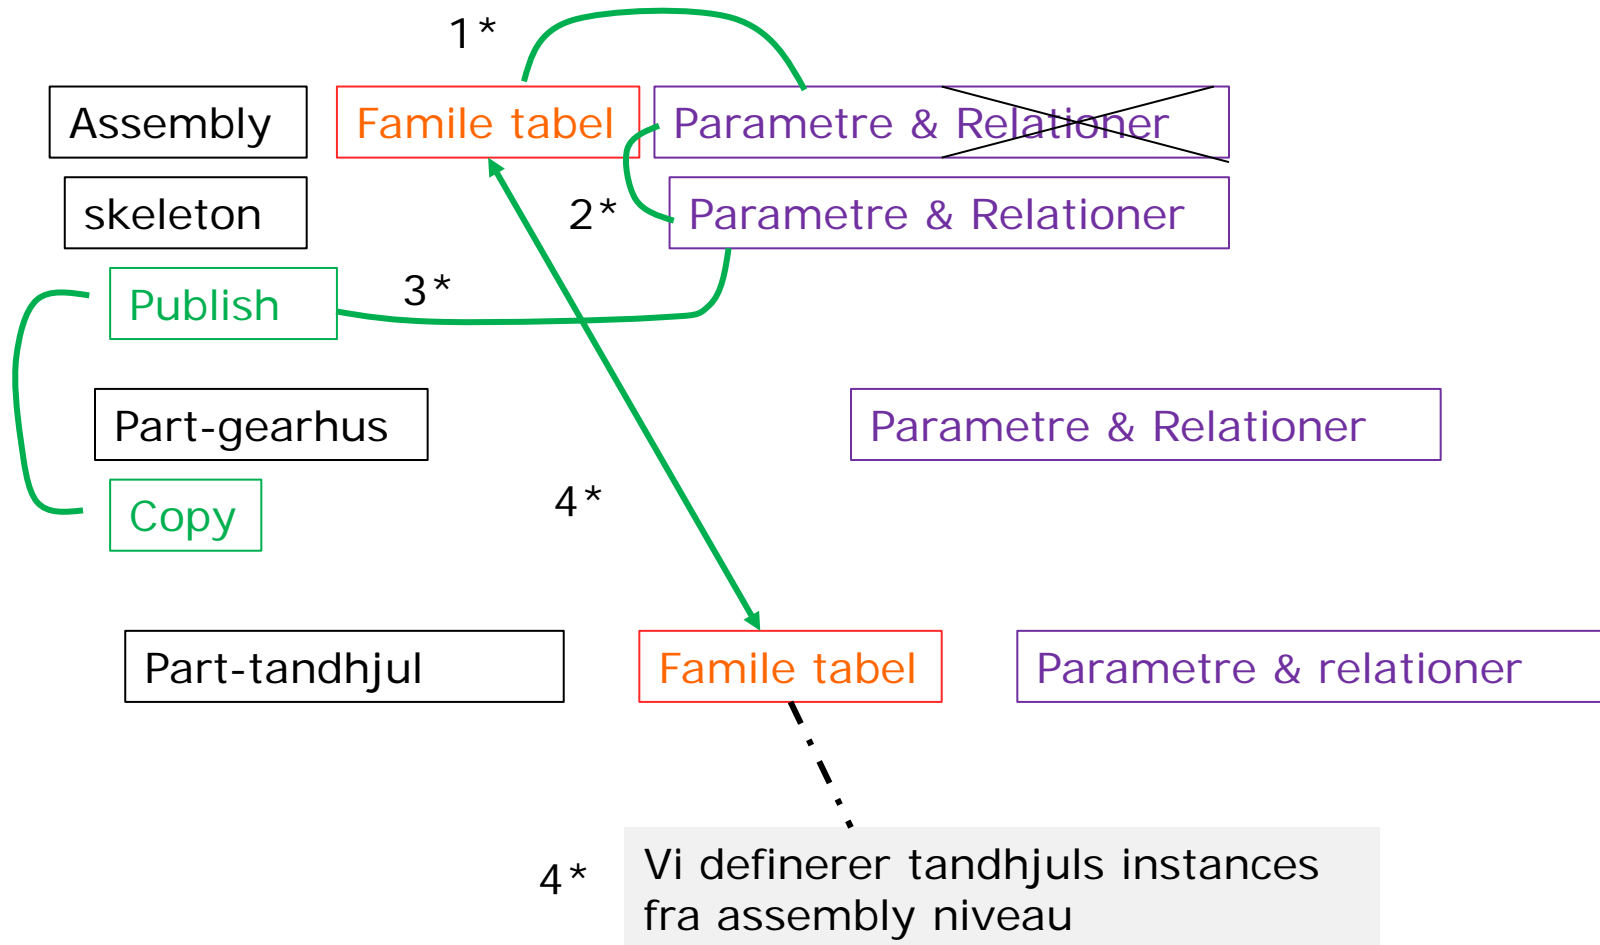 1*
Assembly
Famile tabel
Parametre & Relationer
skeleton
2*
Parametre & Relationer
Publish
3*
Part-gearhus
Parametre & Relationer
Copy
4*
Part-tandhjul
Famile tabel
Parametre & relationer
4*
Vi definerer tandhjuls instances
fra assembly niveau